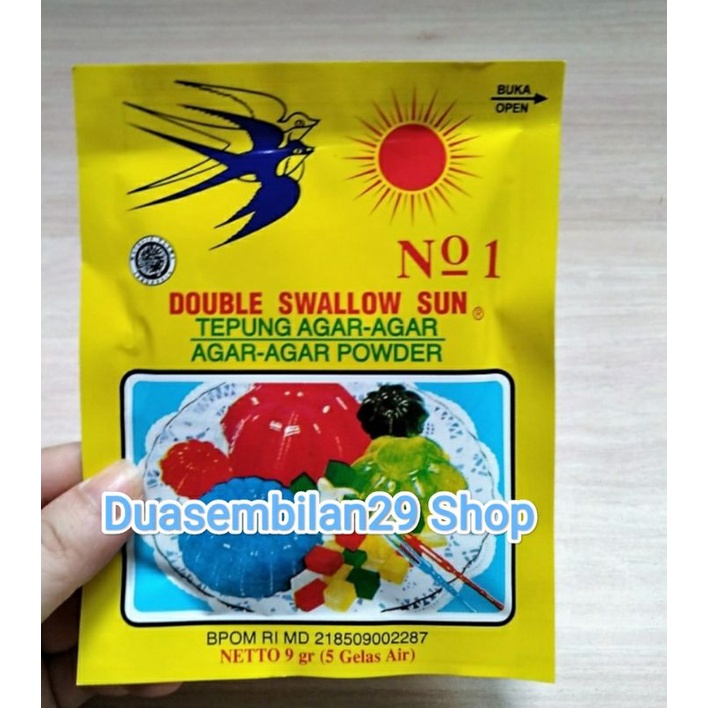 BUKA
OPEN
Nº 1
DOUBLE SWALLOW SUN ®
TEPUNG AGAR-AGAR
AGAR-AGAR POWDER
Duasembilan29 Shop
BPOM RI MD 218509002287
NETTO 9 gr (5 Gelas Air)